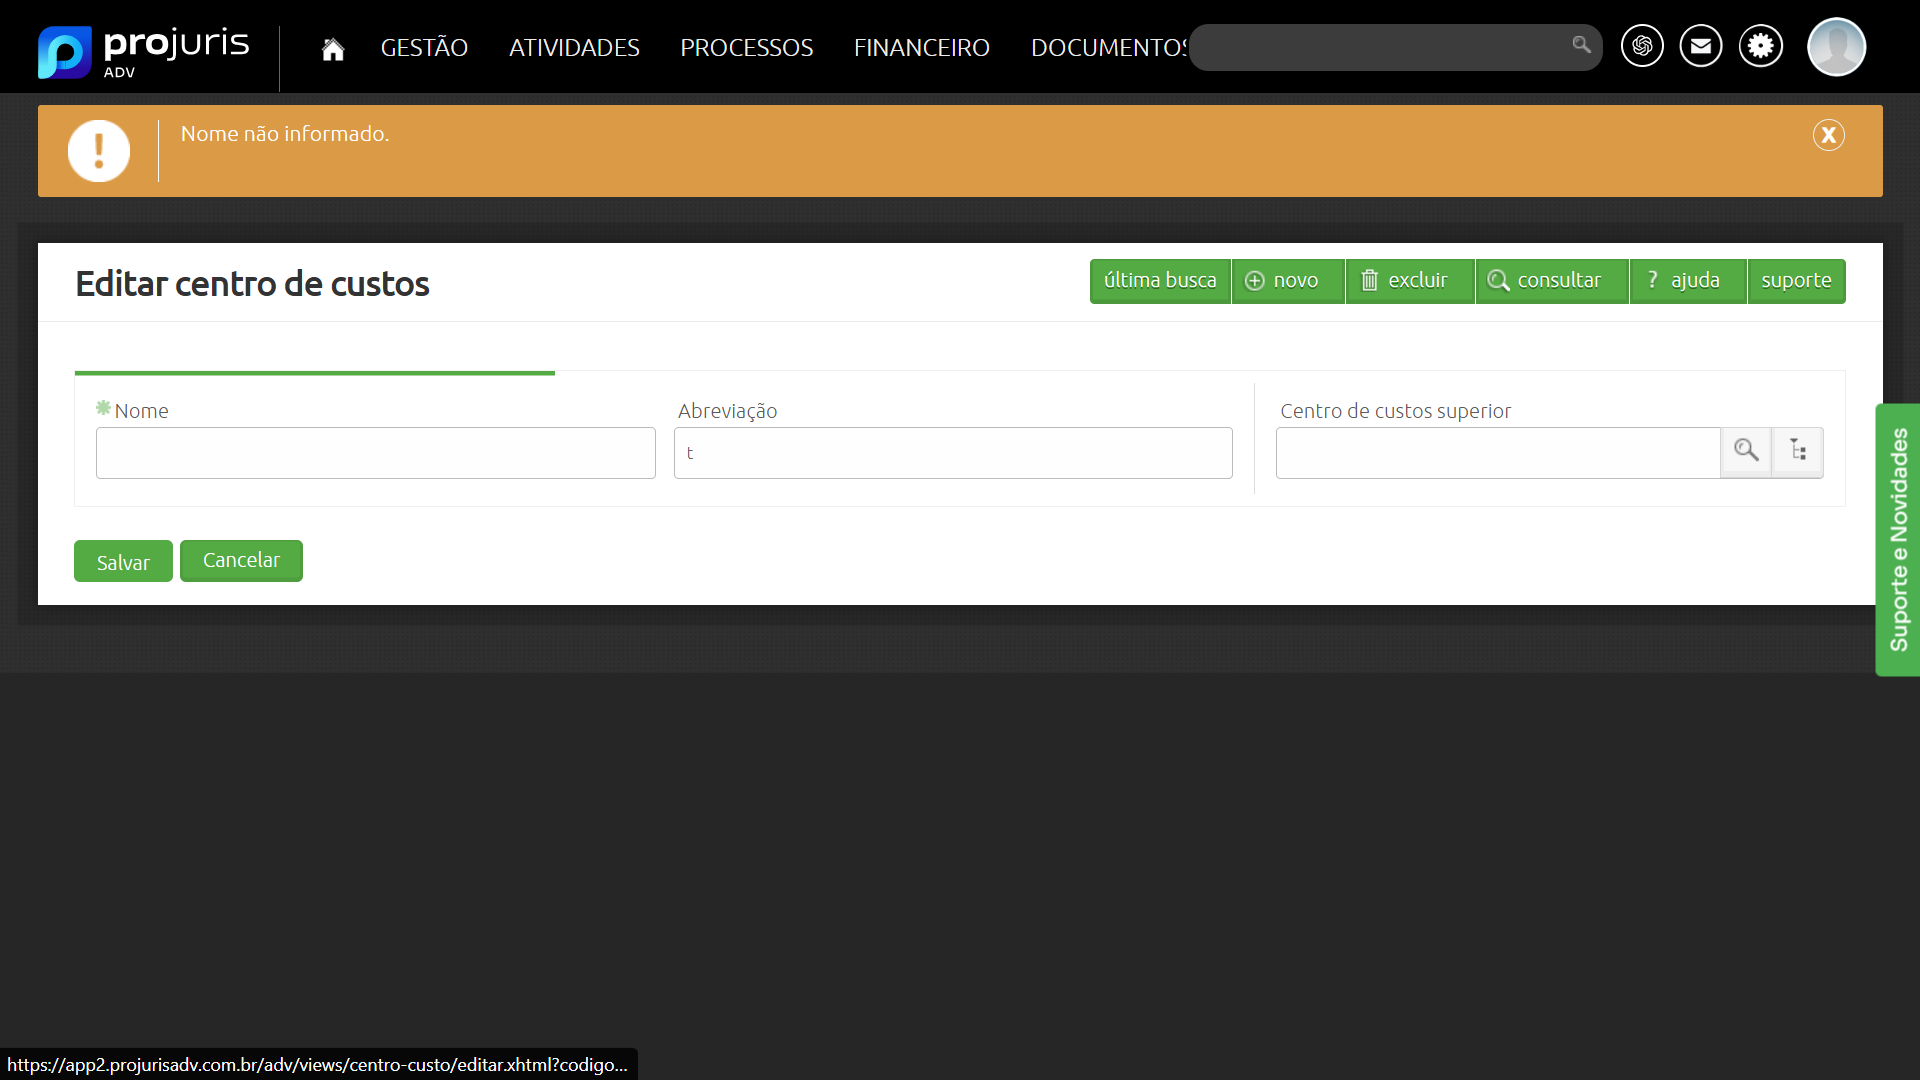 projuris
ADV
GESTÃO
ATIVIDADES
PROCESSOS
FINANCEIRO
DOCUMENTOS
Nome não informado.
X
Editar centro de custos
última busca
novo
excluir
consultar
? ajuda
suporte
Nome
Abreviação
Centro de custos superior
t
Salvar
Cancelar
Suporte e Novidades
https://app2.projurisadv.com.br/adv/views/centro-custo/editar.xhtml?codigo...